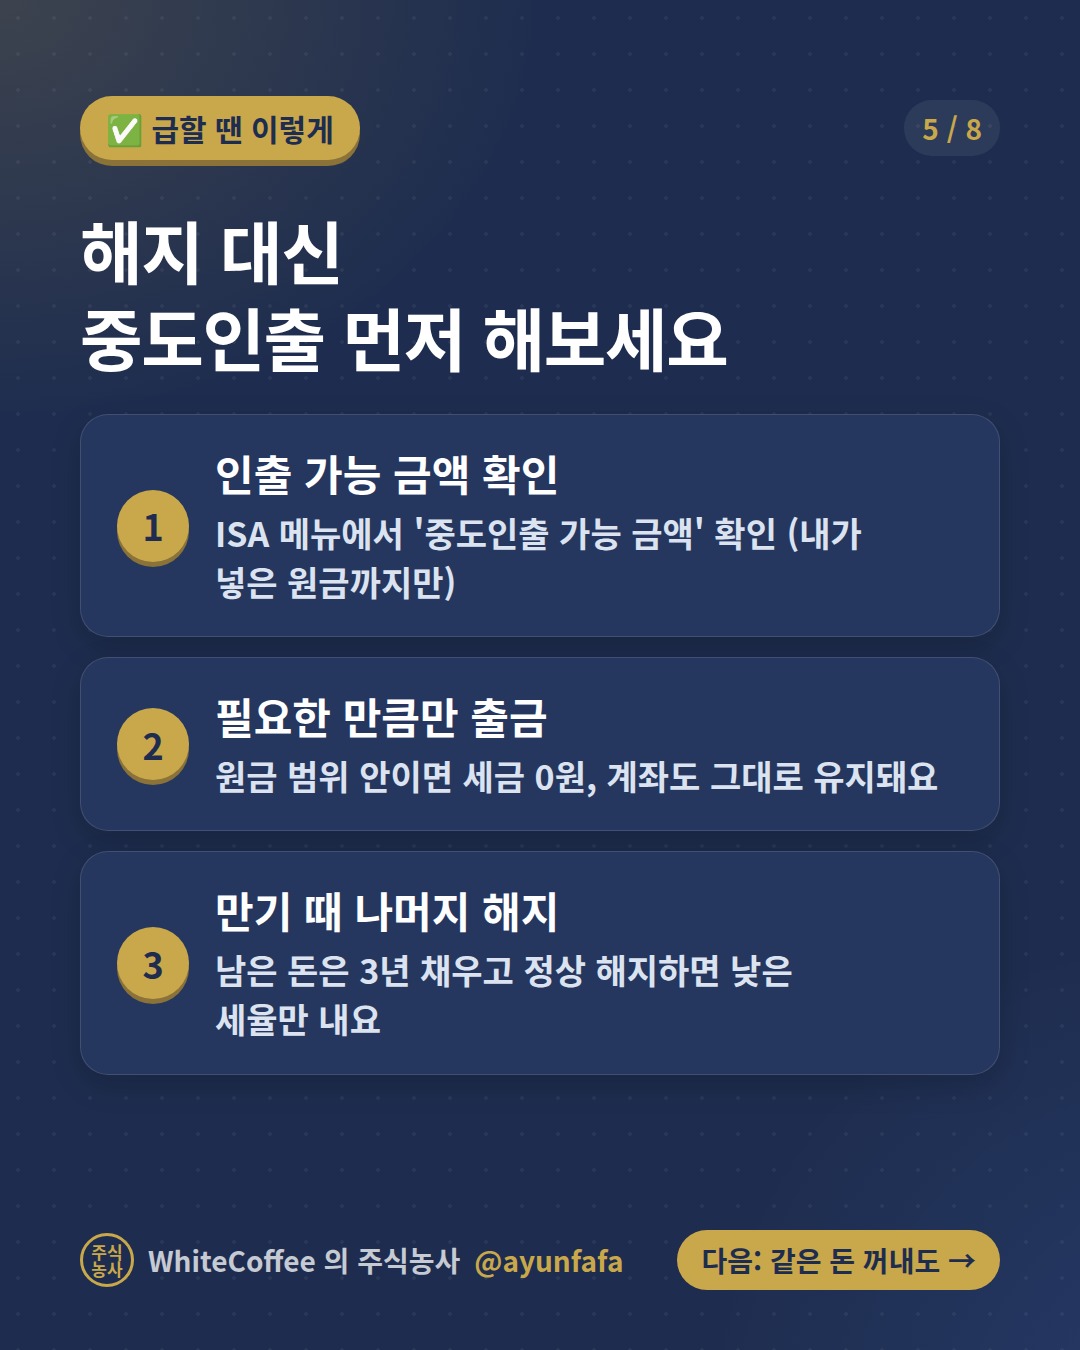 ✅ 급할 땐 이렇게
5 / 8
해지 대신
중도인출 먼저 해보세요
1
인출 가능 금액 확인
ISA 메뉴에서 '중도인출 가능 금액' 확인 (내가
넣은 원금까지만)
2
필요한 만큼만 출금
원금 범위 안이면 세금 0원, 계좌도 그대로 유지돼요
3
만기 때 나머지 해지
남은 돈은 3년 채우고 정상 해지하면 낮은
세율만 내요
주식
농사
WhiteCoffee 의 주식농사 @ayunfafa
다음: 같은 돈 꺼내도 →